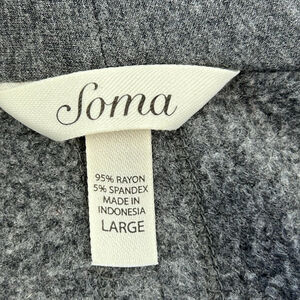 Soma
95% RAYON
5% SPANDEX
MADE IN
INDONESIA
LARGE